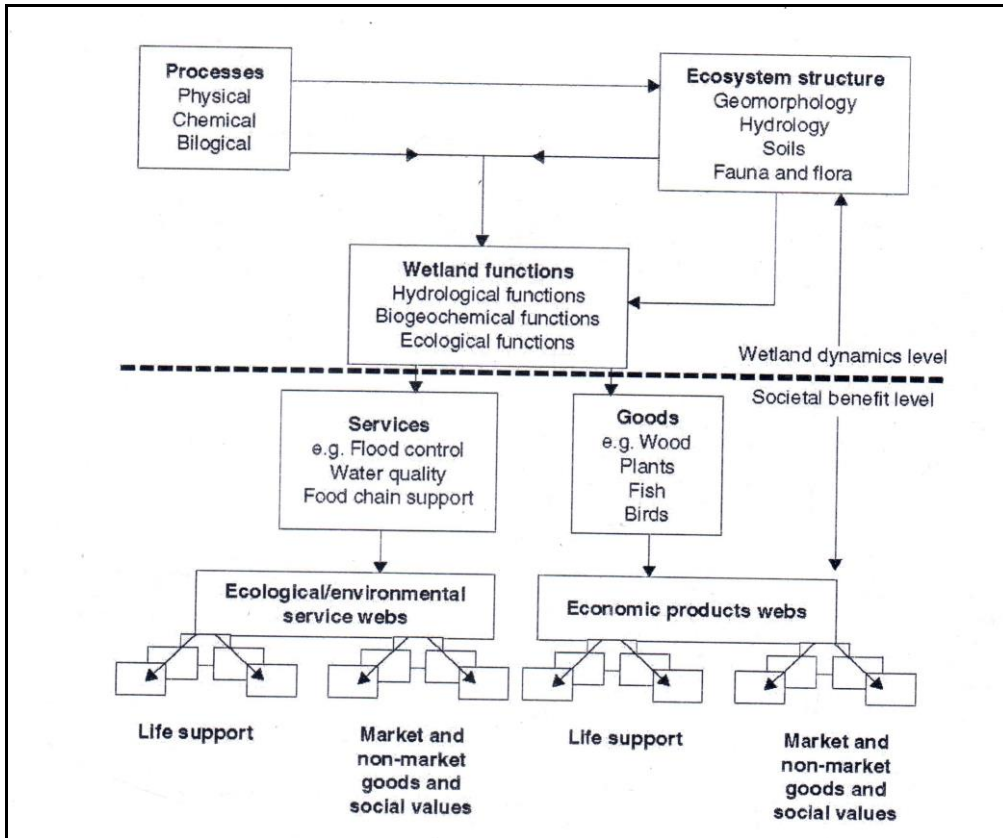 Processes
Physical
Chemical
Bilogical
Ecosystem structure
Geomorphology
Hydrology
Soils
Fauna and flora
Wetland functions
Hydrological functions
Biogeochemical functions
Ecological functions
Wetland dynamics level
Societal benefit level
Services
e.g. Flood control
Water quality
Food chain support
Goods
e.g. Wood
Plants
Fish
Birds
Ecological/environmental
service webs
Economic products webs
Life support
Market and
non-market
goods and
social values
Life support
Market and
non-market
goods and
social values